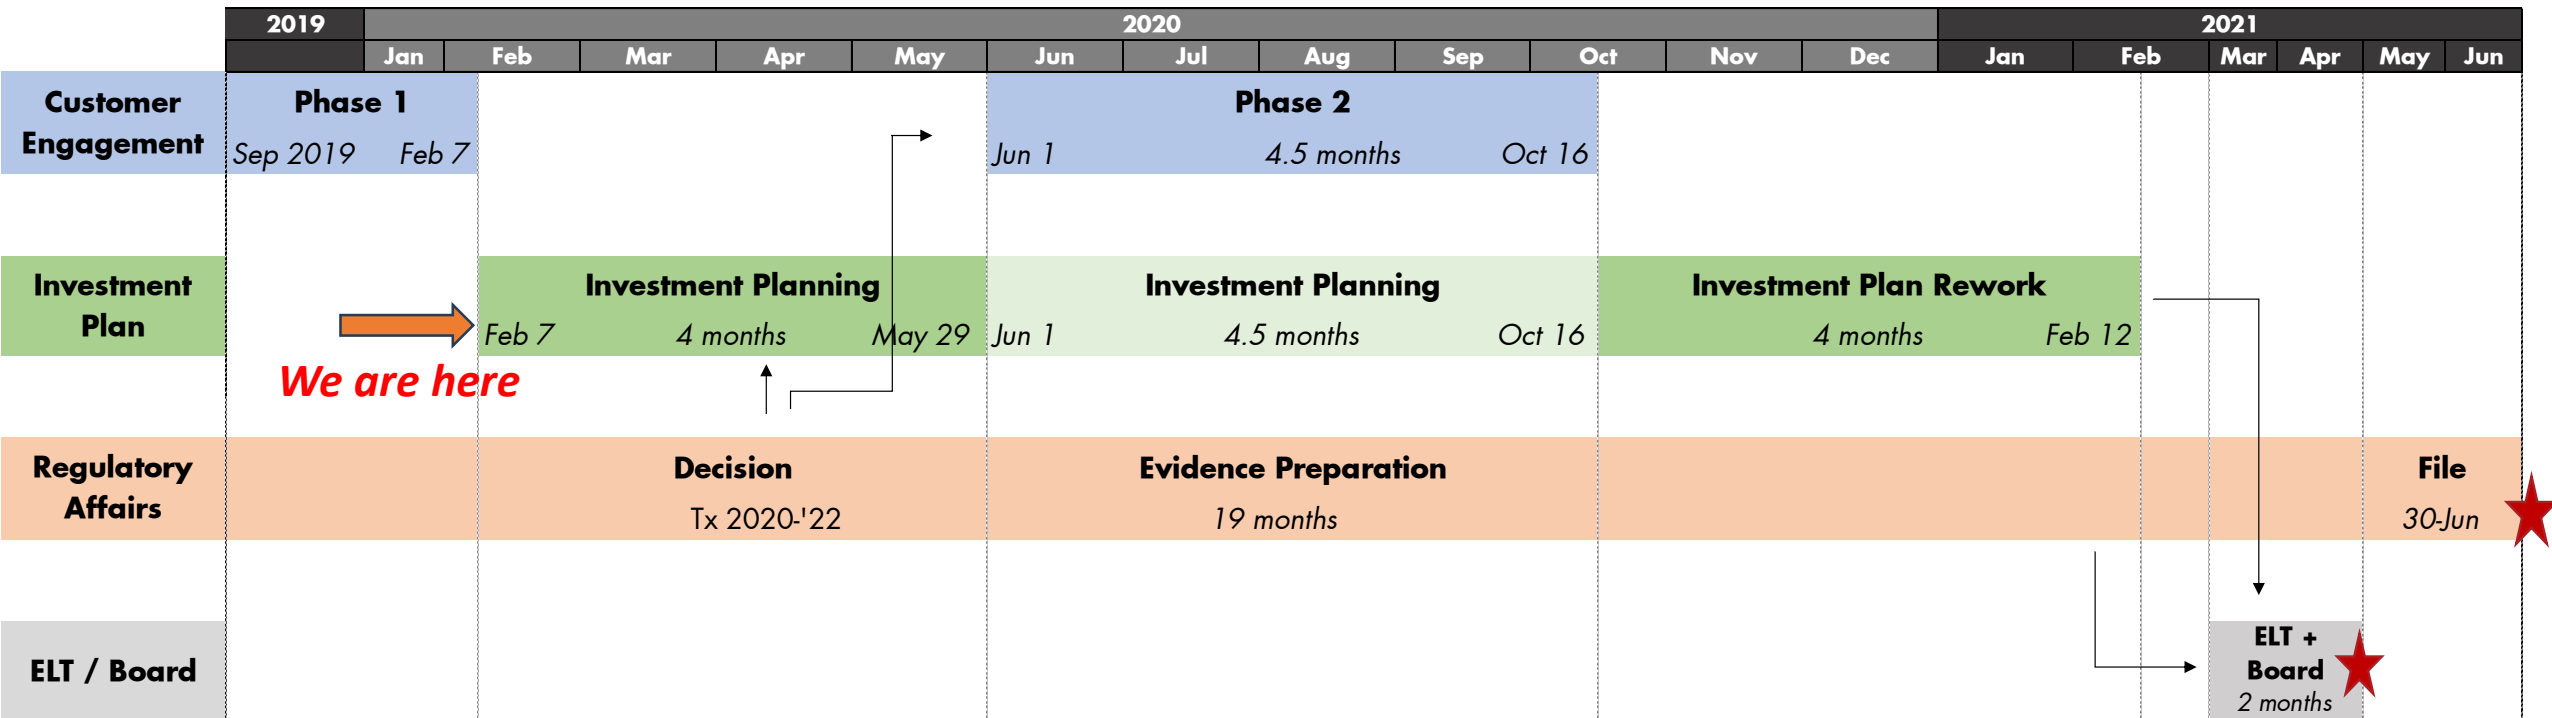 2019 2020 2021
Jan Feb Mar Apr May Jun Jul Aug Sep Oct Nov Dec Jan Feb Mar Apr May Jun
Customer
Engagement
Phase 1
Sep 2019 Feb 7
Phase 2
Jun 1 4.5 months Oct 16
Investment
Plan
We are here
Investment Planning
Feb 7 4 months May 29
Investment Planning
Jun 1 4.5 months Oct 16
Investment Plan Rework
4 months Feb 12
Regulatory
Affairs
Decision
Tx 2020-'22
Evidence Preparation
19 months
File
30-Jun
ELT / Board
ELT +
Board
2 months